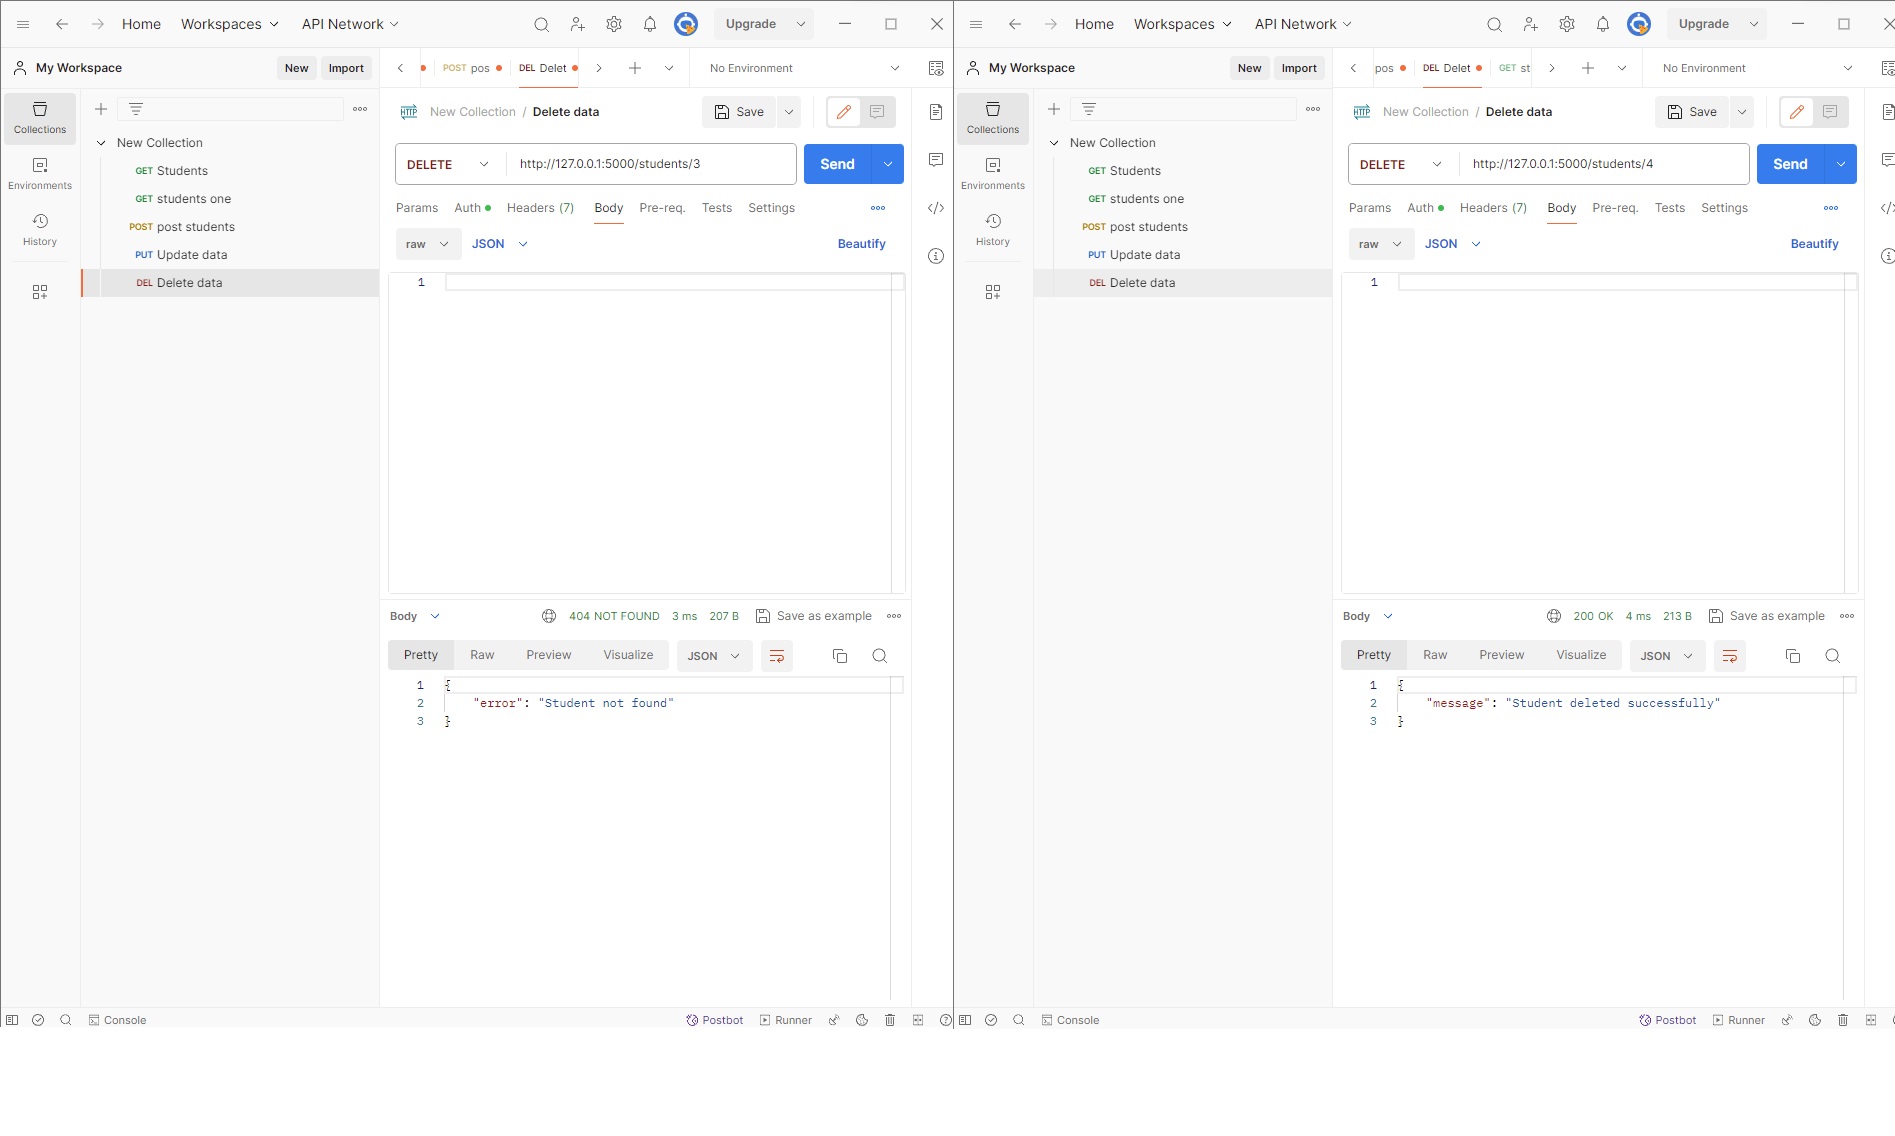 Home Workspaces API Network Upgrade
My Workspace New Import POST pos DEL Delet No Environment
Collections
Environments
History
New Collection
GET Students
GET students one
POST post students
PUT Update data
DEL Delete data
HTTP New Collection / Delete data Save
DELETE http://127.0.0.1:5000/students/3 Send
Params Auth Headers (7) Body Pre-req. Tests Settings
raw JSON Beautify
1
Body 404 NOT FOUND 3 ms 207 B Save as example
Pretty Raw Preview Visualize JSON
1 {
2 "error": "Student not found"
3 }
Console Postbot Runner
Home Workspaces API Network Upgrade
My Workspace New Import pos DEL Delet GET st No Environment
Collections
Environments
History
New Collection
GET Students
GET students one
POST post students
PUT Update data
DEL Delete data
HTTP New Collection / Delete data Save
DELETE http://127.0.0.1:5000/students/4 Send
Params Auth Headers (7) Body Pre-req. Tests Settings
raw JSON Beautify
1
Body 200 OK 4 ms 213 B Save as example
Pretty Raw Preview Visualize JSON
1 {
2 "message": "Student deleted successfully"
3 }
Console Postbot Runner